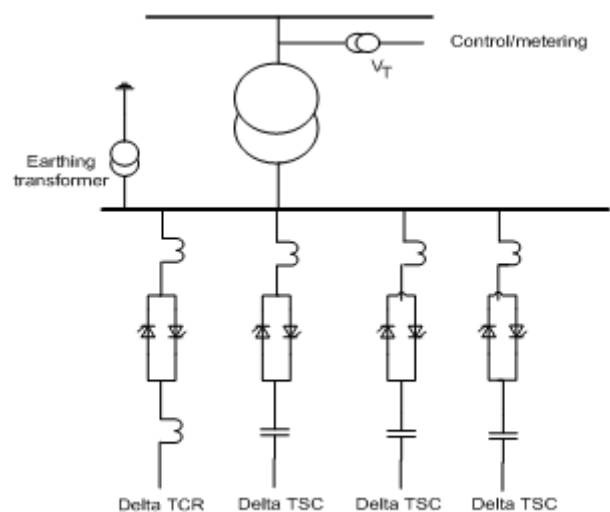 Control/metering
VT
Earthing
transformer
Delta TCR
Delta TSC
Delta TSC
Delta TSC